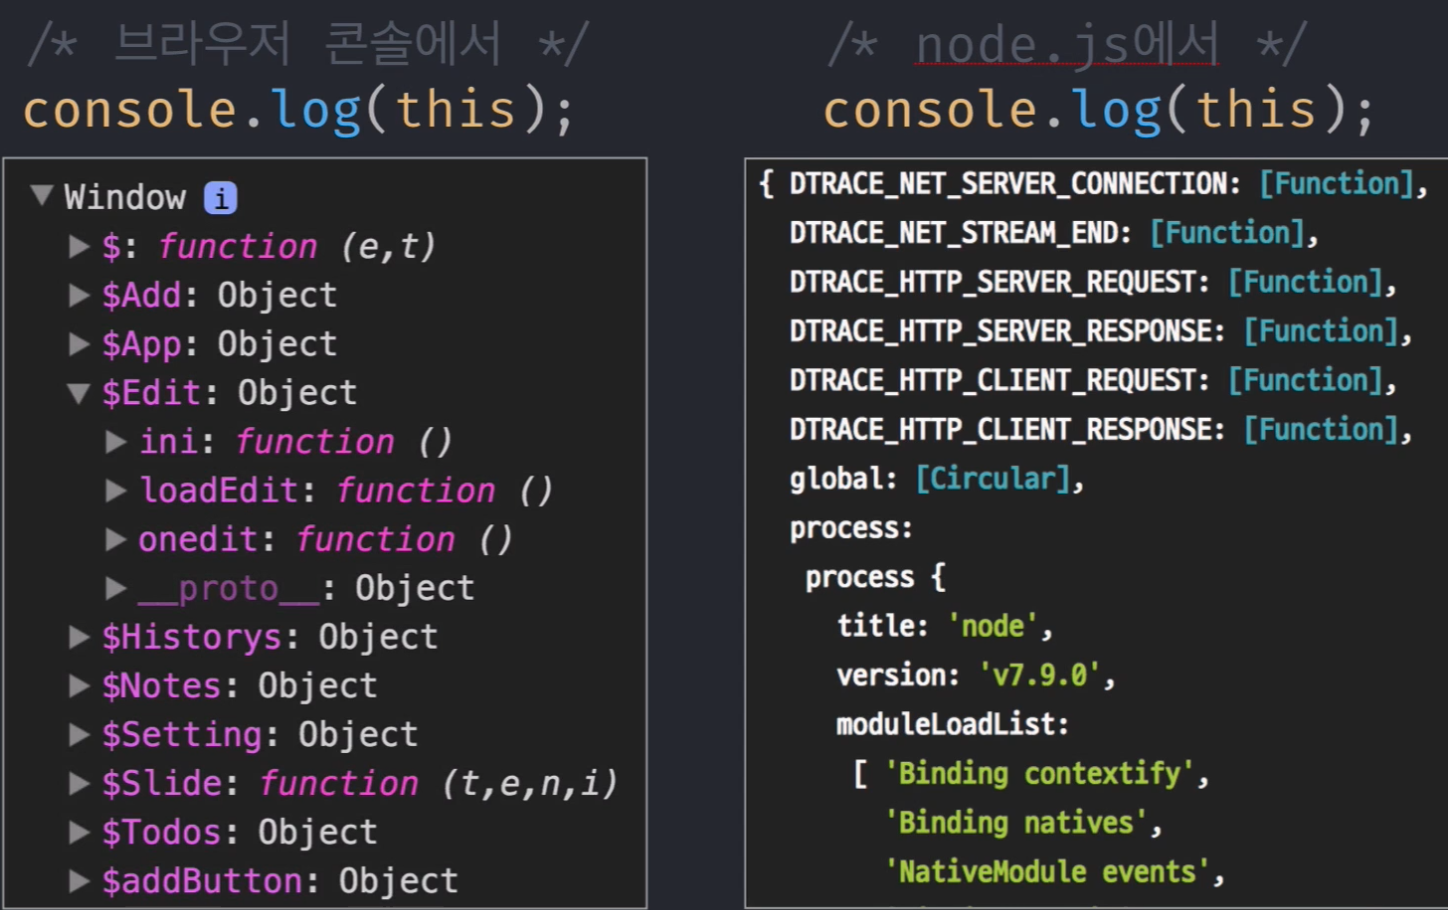 /* 브라우저 콘솔에서 */
console.log(this);
▼ Window i
▶ $: function (e,t)
▶ $Add: Object
▶ $App: Object
▼ $Edit: Object
▶ ini: function ()
▶ loadEdit: function ()
▶ onedit: function ()
▶ __proto__: Object
▶ $Historys: Object
▶ $Notes: Object
▶ $Setting: Object
▶ $Slide: function (t,e,n,i)
▶ $Todos: Object
▶ $addButton: Object
/* node.js에서 */
console.log(this);
{ DTRACE_NET_SERVER_CONNECTION: [Function],
DTRACE_NET_STREAM_END: [Function],
DTRACE_HTTP_SERVER_REQUEST: [Function],
DTRACE_HTTP_SERVER_RESPONSE: [Function],
DTRACE_HTTP_CLIENT_REQUEST: [Function],
DTRACE_HTTP_CLIENT_RESPONSE: [Function],
global: [Circular],
process:
process {
title: 'node',
version: 'v7.9.0',
moduleLoadList:
[ 'Binding contextify',
'Binding natives',
'NativeModule events',